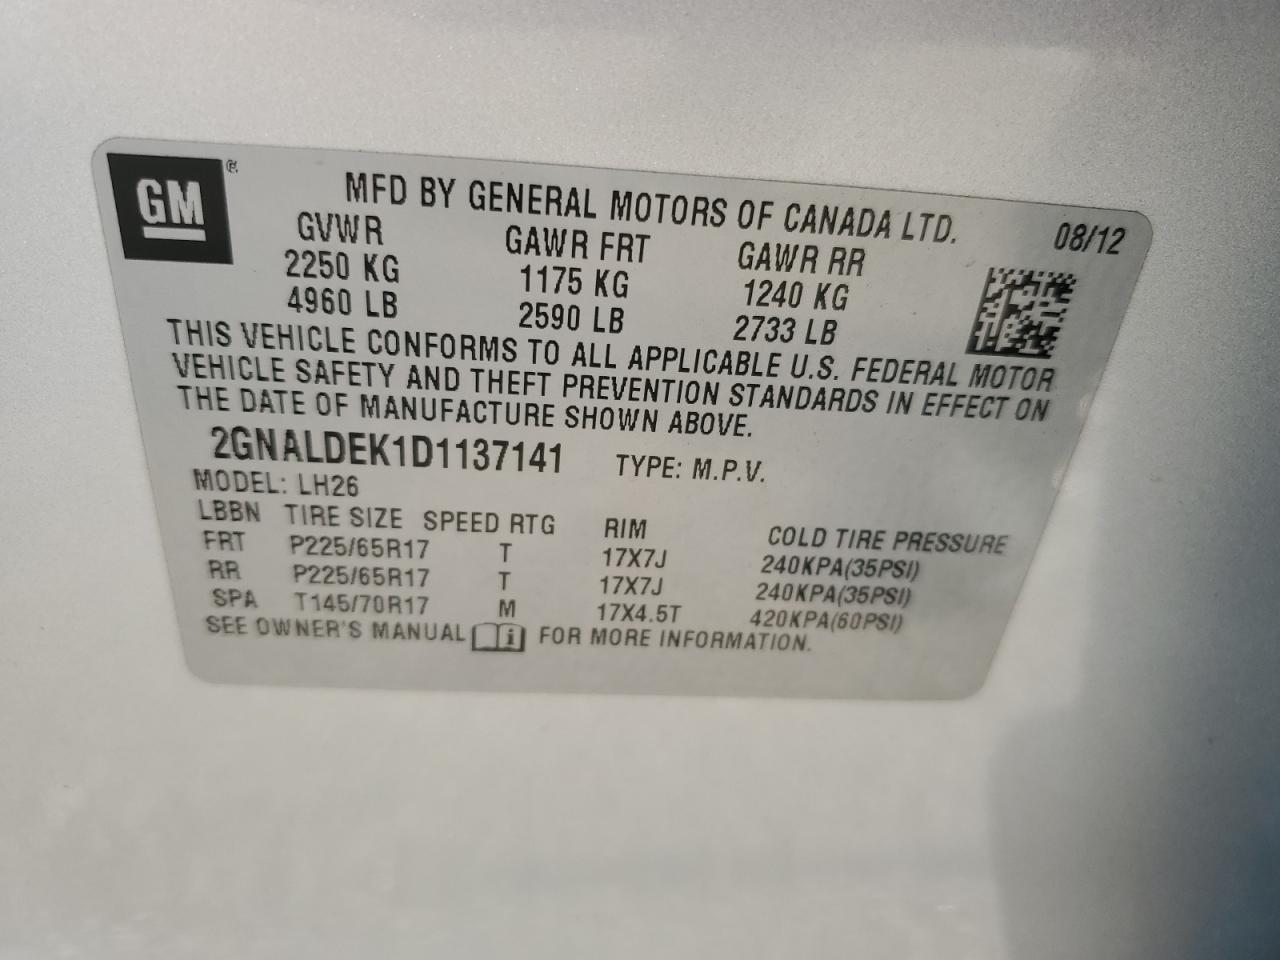 GM ®
MFD BY GENERAL MOTORS OF CANADA LTD.
08/12
GVWR GAWR FRT GAWR RR
2250 KG 1175 KG 1240 KG
4960 LB 2590 LB 2733 LB
THIS VEHICLE CONFORMS TO ALL APPLICABLE U.S. FEDERAL MOTOR
VEHICLE SAFETY AND THEFT PREVENTION STANDARDS IN EFFECT ON
THE DATE OF MANUFACTURE SHOWN ABOVE.
2GNALDEK1D1137141 TYPE: M.P.V.
MODEL: LH26
LBBN TIRE SIZE SPEED RTG RIM COLD TIRE PRESSURE
FRT P225/65R17 T 17X7J 240KPA(35PSI)
RR P225/65R17 T 17X7J 240KPA(35PSI)
SPA T145/70R17 M 17X4.5T 420KPA(60PSI)
SEE OWNER'S MANUAL i FOR MORE INFORMATION.